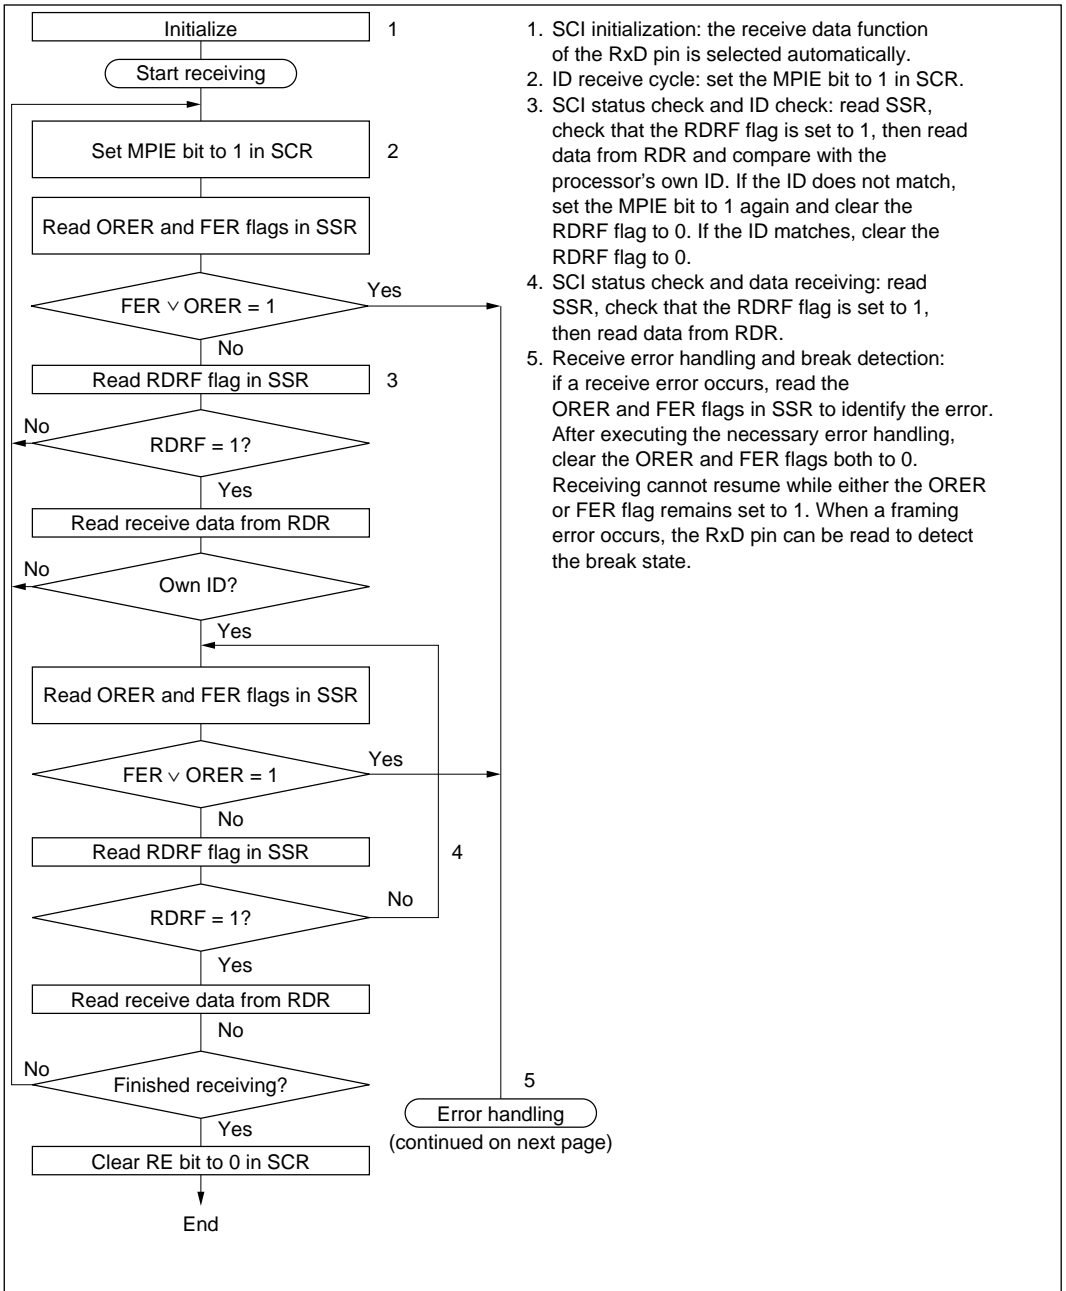 Initialize
1
Start receiving
Set MPIE bit to 1 in SCR
2
Read ORER and FER flags in SSR
FER ∨ ORER = 1
Yes
No
Read RDRF flag in SSR
3
No
RDRF = 1?
Yes
Read receive data from RDR
No
Own ID?
Yes
Read ORER and FER flags in SSR
FER ∨ ORER = 1
Yes
No
Read RDRF flag in SSR
4
No
RDRF = 1?
Yes
Read receive data from RDR
No
No
Finished receiving?
Yes
Clear RE bit to 0 in SCR
End
5
Error handling
(continued on next page)
1. SCI initialization: the receive data function
of the RxD pin is selected automatically.
2. ID receive cycle: set the MPIE bit to 1 in SCR.
3. SCI status check and ID check: read SSR,
check that the RDRF flag is set to 1, then read
data from RDR and compare with the
processor's own ID. If the ID does not match,
set the MPIE bit to 1 again and clear the
RDRF flag to 0. If the ID matches, clear the
RDRF flag to 0.
4. SCI status check and data receiving: read
SSR, check that the RDRF flag is set to 1,
then read data from RDR.
5. Receive error handling and break detection:
if a receive error occurs, read the
ORER and FER flags in SSR to identify the error.
After executing the necessary error handling,
clear the ORER and FER flags both to 0.
Receiving cannot resume while either the ORER
or FER flag remains set to 1. When a framing
error occurs, the RxD pin can be read to detect
the break state.